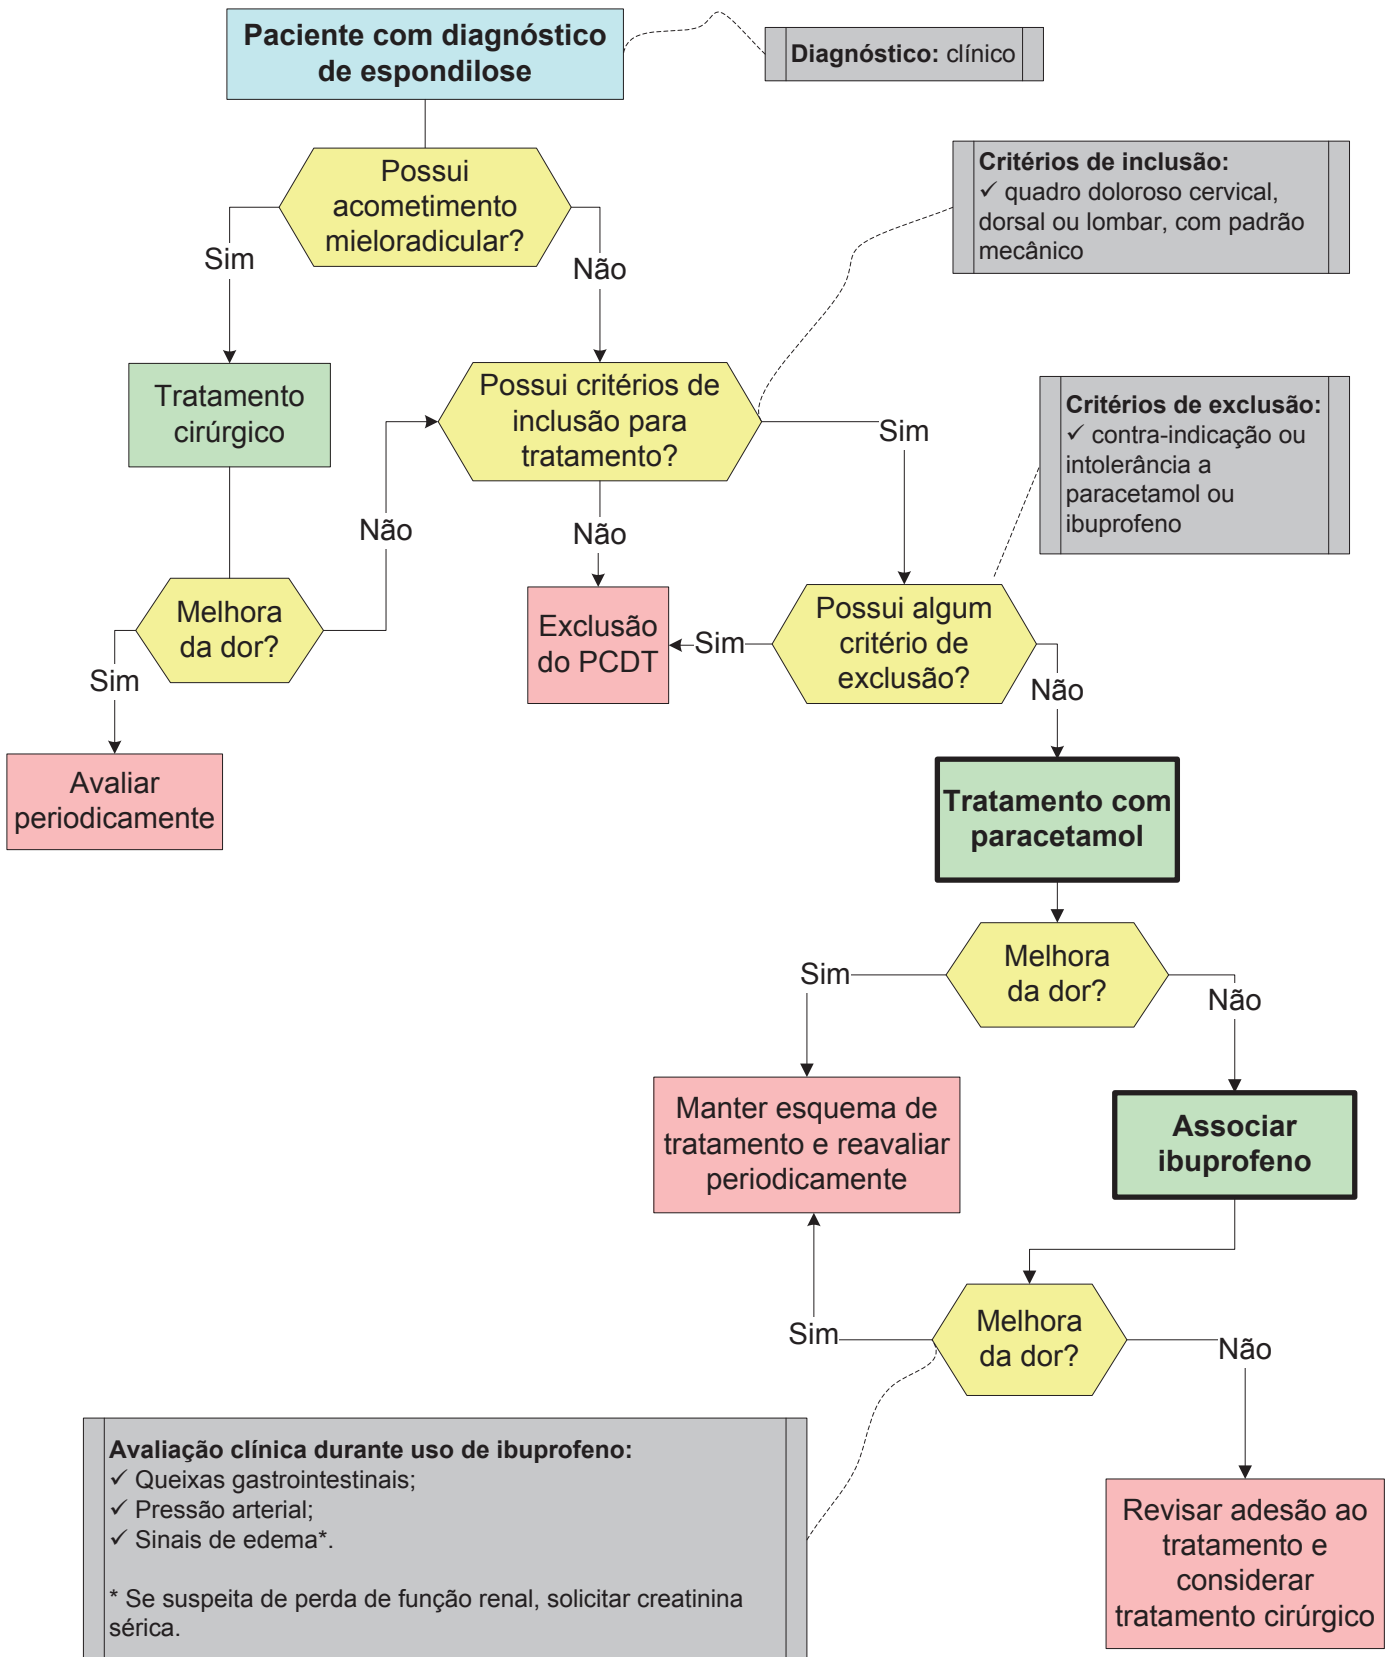 Paciente com diagnóstico
de espondilose
Diagnóstico: clínico
Possui
acometimento
mieloradicular?
Critérios de inclusão:
✓ quadro doloroso cervical,
dorsal ou lombar, com padrão
mecânico
Sim
Não
Tratamento
cirúrgico
Possui critérios de
inclusão para
tratamento?
Critérios de exclusão:
✓ contra-indicação ou
intolerância a
paracetamol ou
ibuprofeno
Sim
Não
Não
Melhora
da dor?
Exclusão
do PCDT
Sim
Possui algum
critério de
exclusão?
Sim
Não
Avaliar
periodicamente
Tratamento com
paracetamol
Melhora
da dor?
Sim
Não
Manter esquema de
tratamento e reavaliar
periodicamente
Associar
ibuprofeno
Melhora
da dor?
Sim
Não
Avaliação clínica durante uso de ibuprofeno:
✓ Queixas gastrointestinais;
✓ Pressão arterial;
✓ Sinais de edema*.
* Se suspeita de perda de função renal, solicitar creatinina
sérica.
Revisar adesão ao
tratamento e
considerar
tratamento cirúrgico